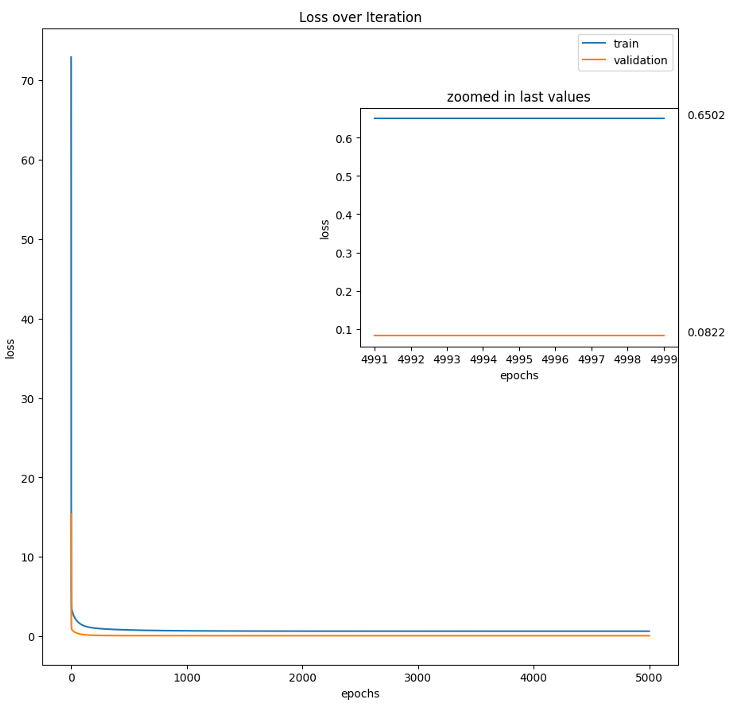 Loss over Iteration
train
validation
zoomed in last values
0.6502
0.6
0.5
0.4
0.3
0.2
0.1
loss
0.0822
4991 4992 4993 4994 4995 4996 4997 4998 4999
epochs
70
60
50
40
30
20
10
0
loss
0 1000 2000 3000 4000 5000
epochs